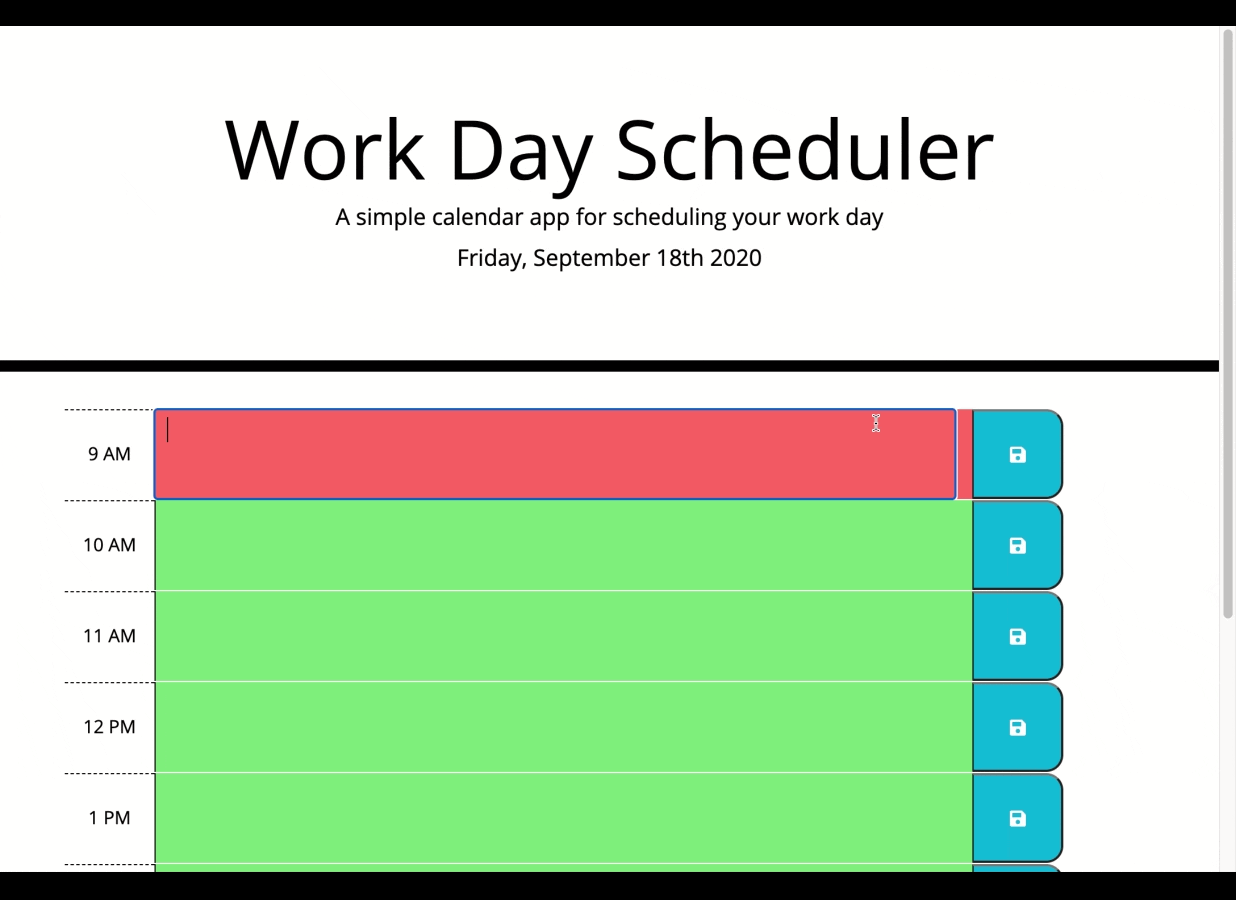 Work Day Scheduler
A simple calendar app for scheduling your work day
Friday, September 18th 2020
9 AM
10 AM
11 AM
12 PM
1 PM